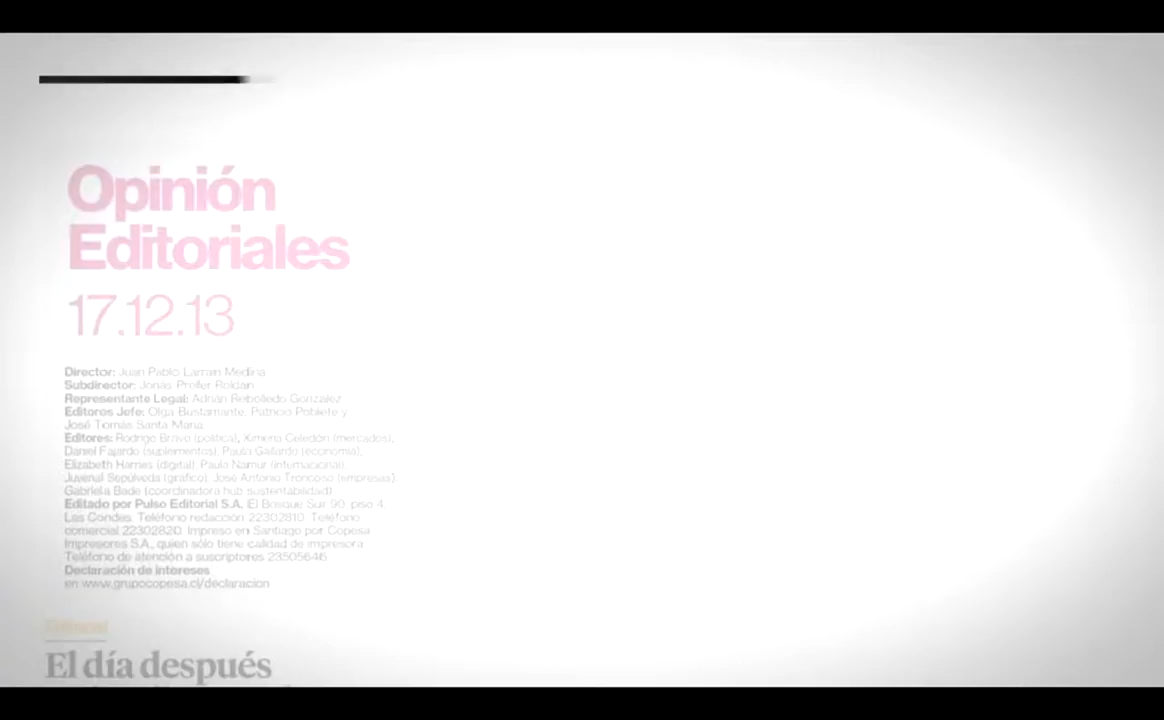 Opinión
Editoriales
17.12.13
Director: Juan Pablo Larraín Medina
Subdirector: Jonás Preller Roldán
Representante Legal: Adrián Rebolledo González
Editores Jefe: Olga Bustamante, Patricio Poblete y
José Tomás Santa María
Editores: Rodrigo Bravo (política), Ximena Celedón (mercados),
Daniel Fajardo (suplementos), Paula Gallardo (economía),
Elizabeth Harries (digital), Paula Namur (internacional)
Juvenal Sepúlveda (gráfico), José Antonio Troncoso (empresas)
Gabriela Bade (coordinadora hub sustentabilidad)
Editado por Pulso Editorial S.A. El Bosque Sur 90, piso 4
Las Condes. Teléfono redacción 22302810. Teléfono
comercial 22302820. Impreso en Santiago por Copesa
Impresores S.A., quien sólo tiene calidad de impresora
Teléfono de atención a suscriptores 23505646
Declaración de intereses
en www.grupocopesa.cl/declaracion
Editorial
El día después